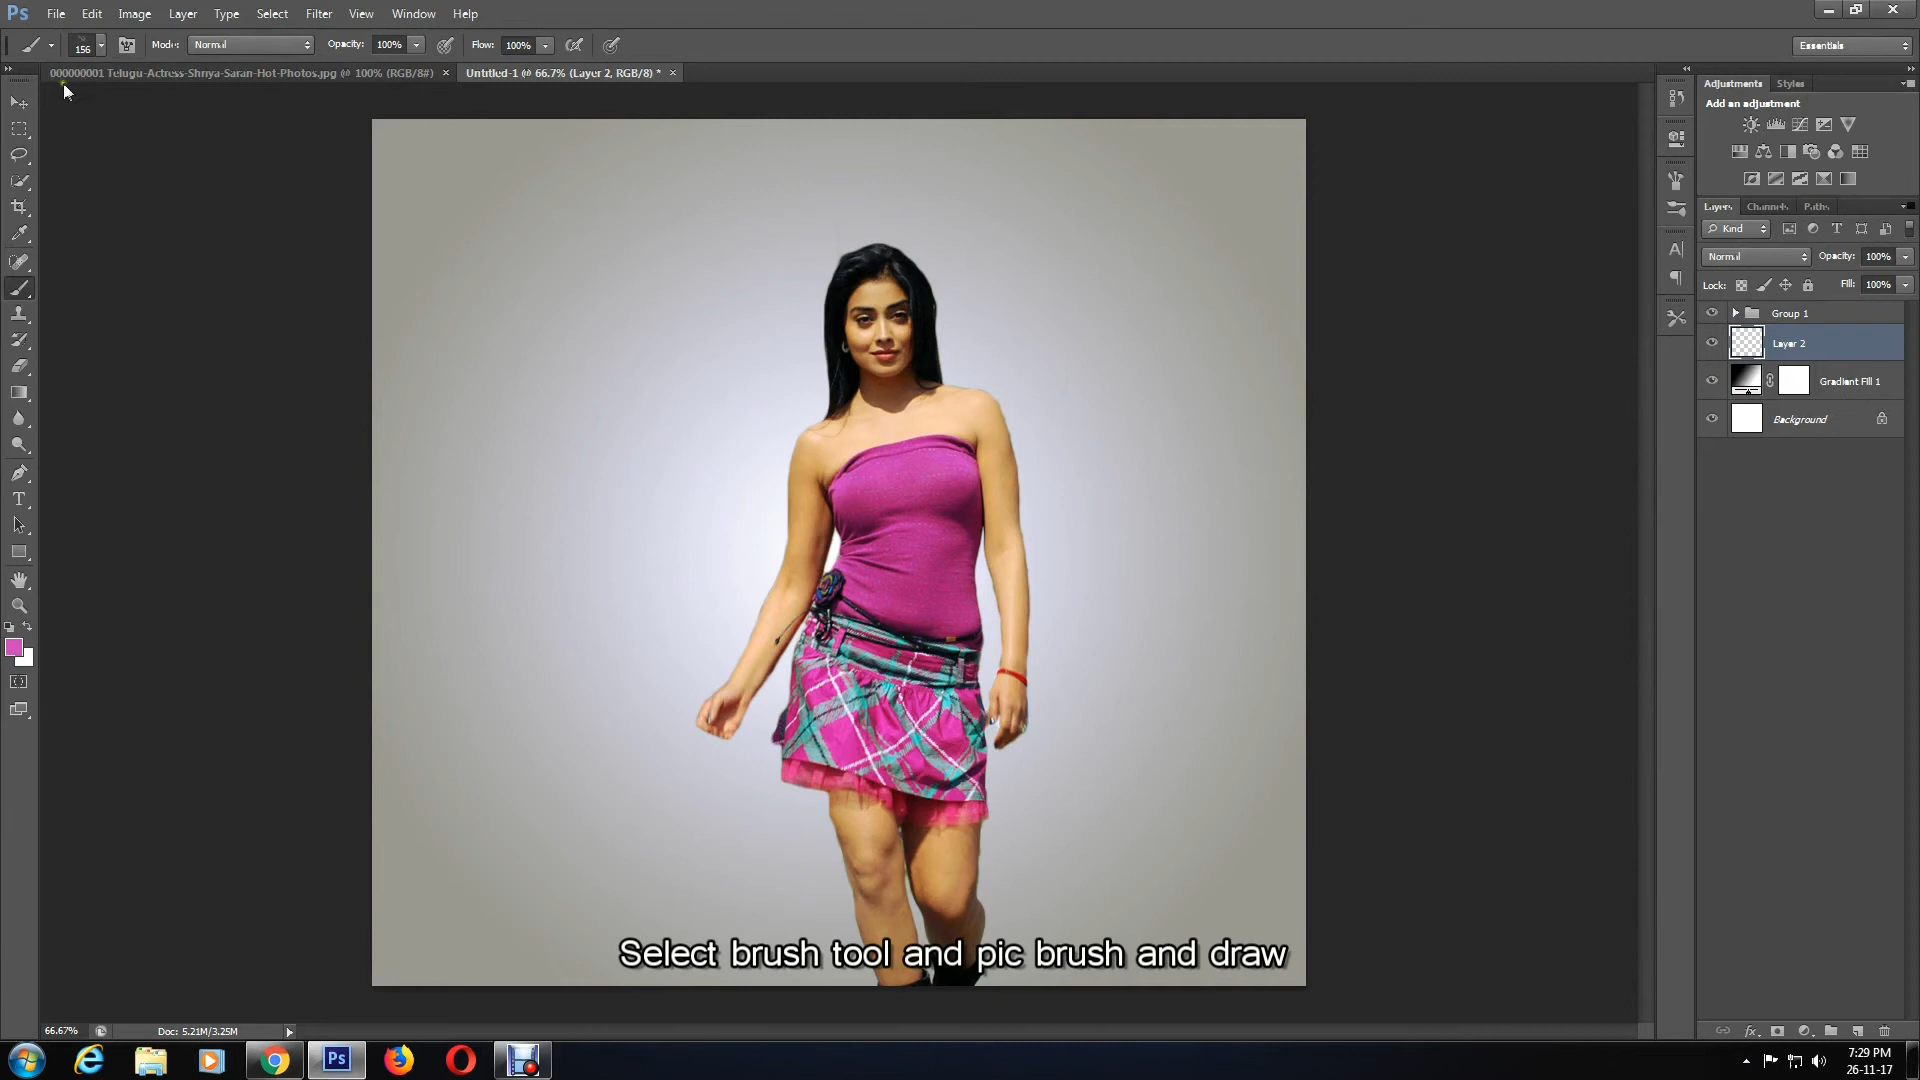 Ps File Edit Image Layer Type Select Filter View Window Help
156 Mode: Normal Opacity: 100% Flow: 100% Essentials
000000001 Telugu-Actress-Shriya-Saran-Hot-Photos.jpg @ 100% (RGB/8#) × Untitled-1 @ 66.7% (Layer 2, RGB/8) * ×
Adjustments Styles
Add an adjustment
Layers Channels Paths
Kind
Normal Opacity: 100%
Lock: Fill: 100%
Group 1
Layer 2
Gradient Fill 1
Background
Select brush tool and pic brush and draw
66.67% Doc: 5.21M/3.25M
Ps
7:29 PM
26-11-17